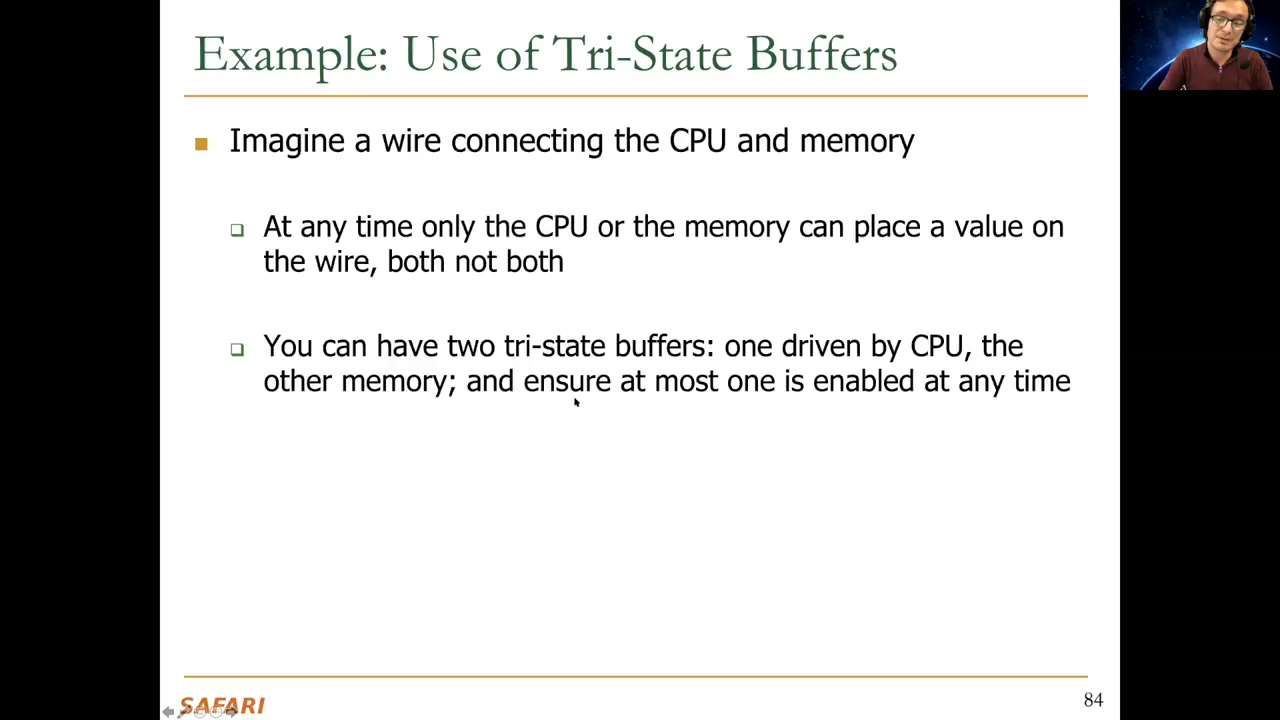 Example: Use of Tri-State Buffers
Imagine a wire connecting the CPU and memory
At any time only the CPU or the memory can place a value on
the wire, both not both
You can have two tri-state buffers: one driven by CPU, the
other memory; and ensure at most one is enabled at any time
SAFARI
84